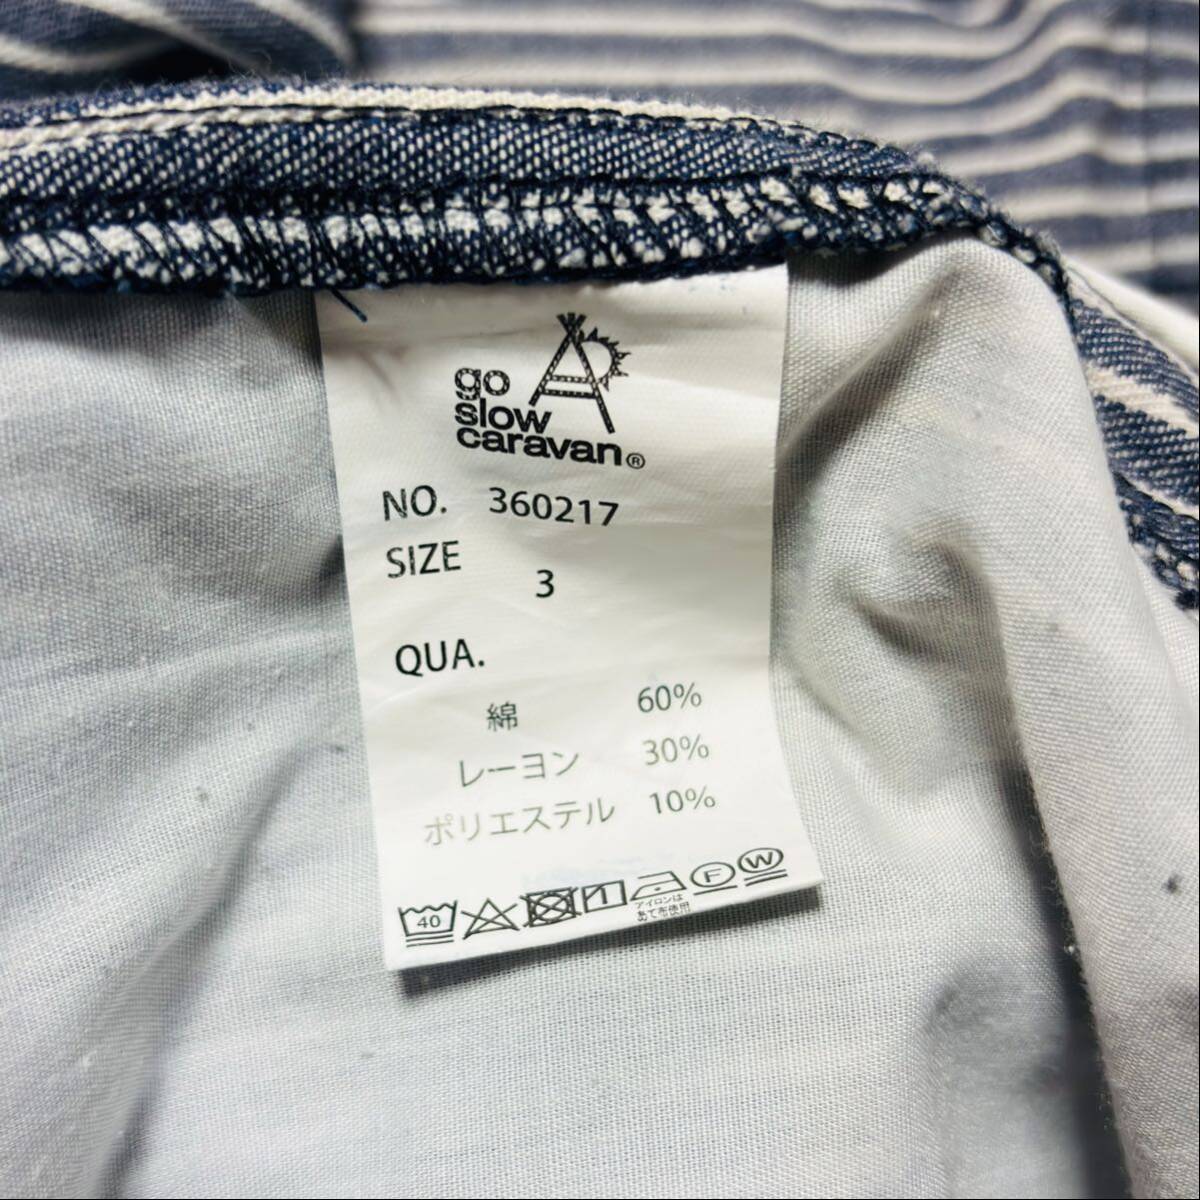 go
slow
caravan®
NO. 360217
SIZE
3
QUA.
綿 60%
レーヨン 30%
ポリエステル 10%
40 F W
アイロンは
あて布使用